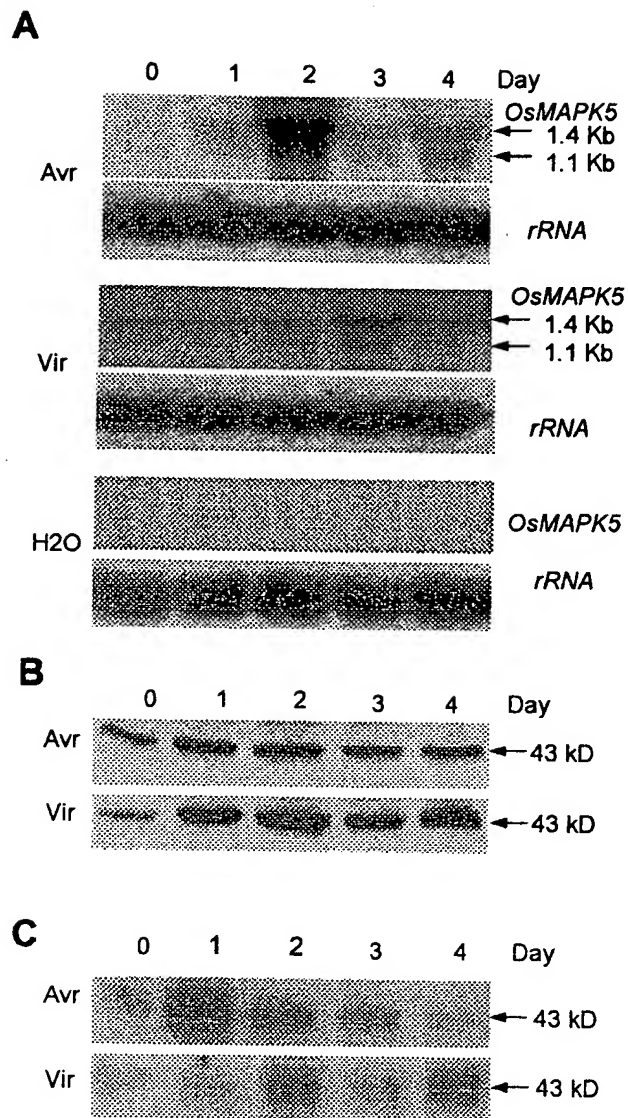 A
0 1 2 3 4 Day
OsMAPK5
1.4 Kb
1.1 Kb
Avr
rRNA
OsMAPK5
1.4 Kb
1.1 Kb
Vir
rRNA
H2O
OsMAPK5
rRNA
B
0 1 2 3 4 Day
Avr
43 kD
Vir
43 kD
C
0 1 2 3 4 Day
Avr
43 kD
Vir
43 kD